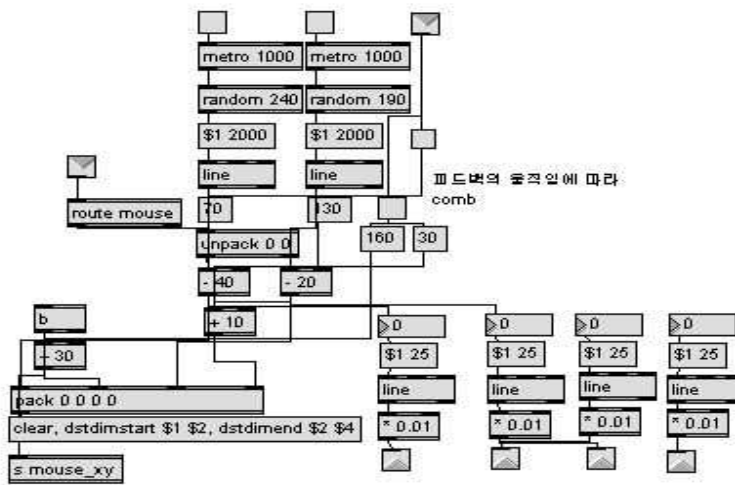 metro 1000 metro 1000
random 240 random 190
$1 2000 $1 2000
line line
피드백의 움직임에 따라
comb
route mouse 70 130
unpack 0 0 160 30
- 40 - 20
b + 10 0 0 0 0
- 30 $1 25 $1 25 $1 25 $1 25
line line line line
pack 0 0 0 0
* 0.01 * 0.01 * 0.01 * 0.01
clear, dstdimstart $1 $2, dstdimend $2 $4
s mouse_xy